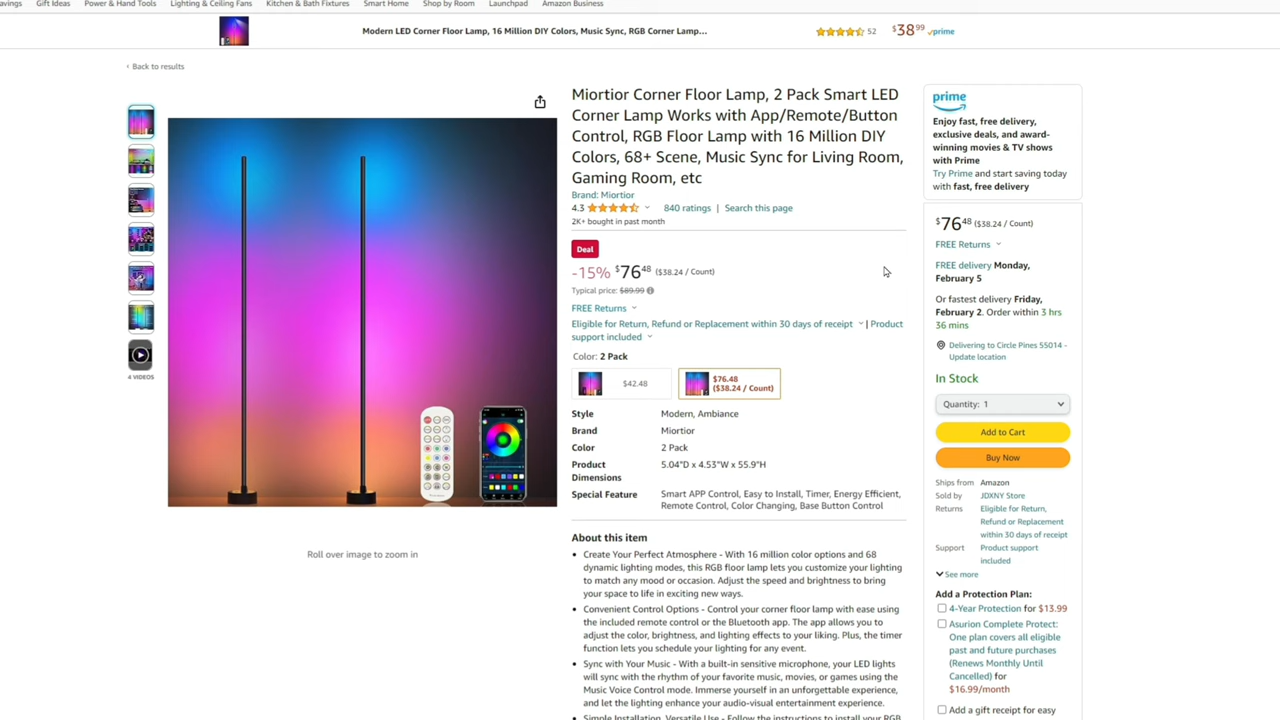 avings Gift Ideas Power & Hand Tools Lighting & Ceiling Fans Kitchen & Bath Fixtures Smart Home Shop by Room Launchpad Amazon Business
Modern LED Corner Floor Lamp, 16 Million DIY Colors, Music Sync, RGB Corner Lamp... 52 $38.99 prime
‹ Back to results
4 VIDEOS
Roll over image to zoom in
Miortior Corner Floor Lamp, 2 Pack Smart LED
Corner Lamp Works with App/Remote/Button
Control, RGB Floor Lamp with 16 Million DIY
Colors, 68+ Scene, Music Sync for Living Room,
Gaming Room, etc
Brand: Miortior
4.3 840 ratings | Search this page
2K+ bought in past month
Deal
-15% $76.48 ($38.24 / Count)
Typical price: $89.99
FREE Returns
Eligible for Return, Refund or Replacement within 30 days of receipt | Product
support included
Color: 2 Pack
$42.48
$76.48
($38.24 / Count)
Style Modern, Ambiance
Brand Miortior
Color 2 Pack
Product Dimensions 5.04"D x 4.53"W x 55.9"H
Special Feature Smart APP Control, Easy to Install, Timer, Energy Efficient,
Remote Control, Color Changing, Base Button Control
About this item
• Create Your Perfect Atmosphere - With 16 million color options and 68
dynamic lighting modes, this RGB floor lamp lets you customize your lighting
to match any mood or occasion. Adjust the speed and brightness to bring
your space to life in exciting new ways.
• Convenient Control Options - Control your corner floor lamp with ease using
the included remote control or the Bluetooth app. The app allows you to
adjust the color, brightness, and lighting effects to your liking. Plus, the timer
function lets you schedule your lighting for any event.
• Sync with Your Music - With a built-in sensitive microphone, your LED lights
will sync with the rhythm of your favorite music, movies, or games using the
Music Voice Control mode. Immerse yourself in an unforgettable experience,
and let the lighting enhance your audio-visual entertainment experience.
• Simple Installation, Versatile Use - Follow the instructions to install your RGB
prime
Enjoy fast, free delivery,
exclusive deals, and award-
winning movies & TV shows
with Prime
Try Prime and start saving today
with fast, free delivery
$76.48 ($38.24 / Count)
FREE Returns
FREE delivery Monday,
February 5
Or fastest delivery Friday,
February 2. Order within 3 hrs
36 mins
Delivering to Circle Pines 55014 -
Update location
In Stock
Quantity: 1
Add to Cart
Buy Now
Ships from Amazon
Sold by JDXNY Store
Returns Eligible for Return,
Refund or Replacement
within 30 days of receipt
Support Product support
included
See more
Add a Protection Plan:
4-Year Protection for $13.99
Asurion Complete Protect:
One plan covers all eligible
past and future purchases
(Renews Monthly Until
Cancelled) for
$16.99/month
Add a gift receipt for easy